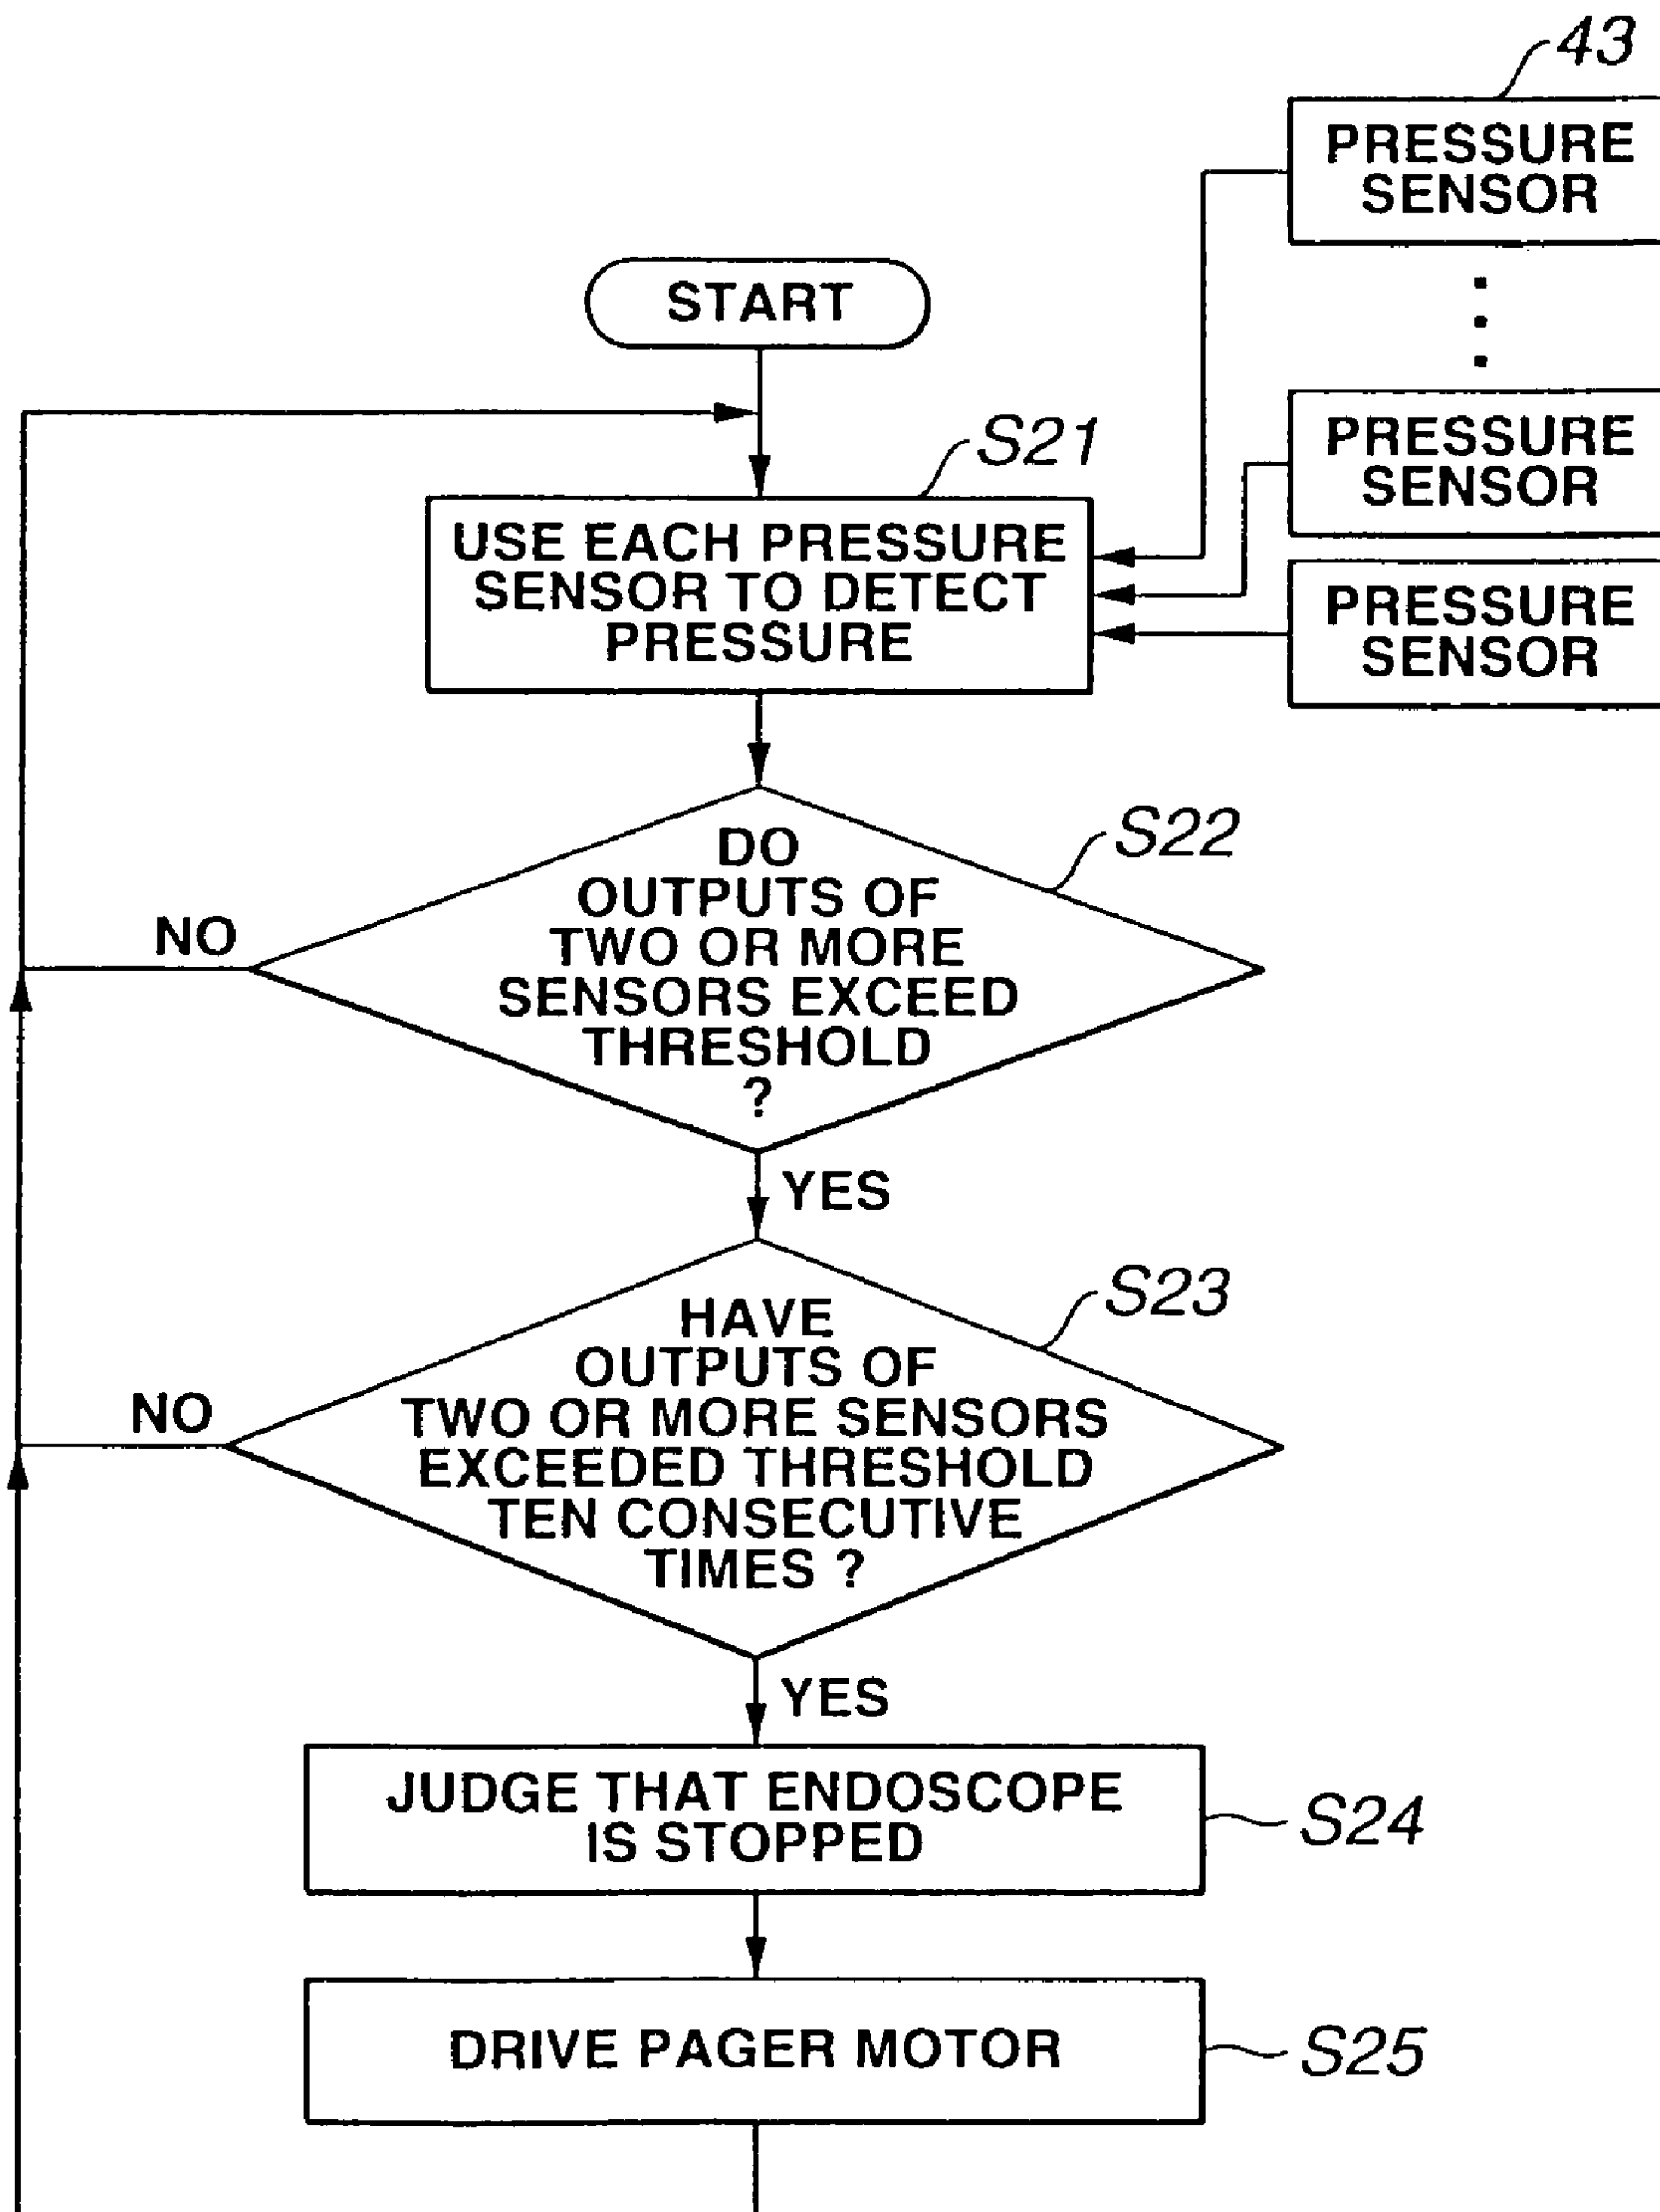 43
PRESSURE
SENSOR
START
PRESSURE
SENSOR
S21
USE EACH PRESSURE
SENSOR TO DETECT
PRESSURE
PRESSURE
SENSOR
S22
DO
OUTPUTS OF
TWO OR MORE
SENSORS EXCEED
THRESHOLD
?
NO
YES
S23
HAVE
OUTPUTS OF
TWO OR MORE SENSORS
EXCEEDED THRESHOLD
TEN CONSECUTIVE
TIMES ?
NO
YES
JUDGE THAT ENDOSCOPE
IS STOPPED
S24
DRIVE PAGER MOTOR
S25